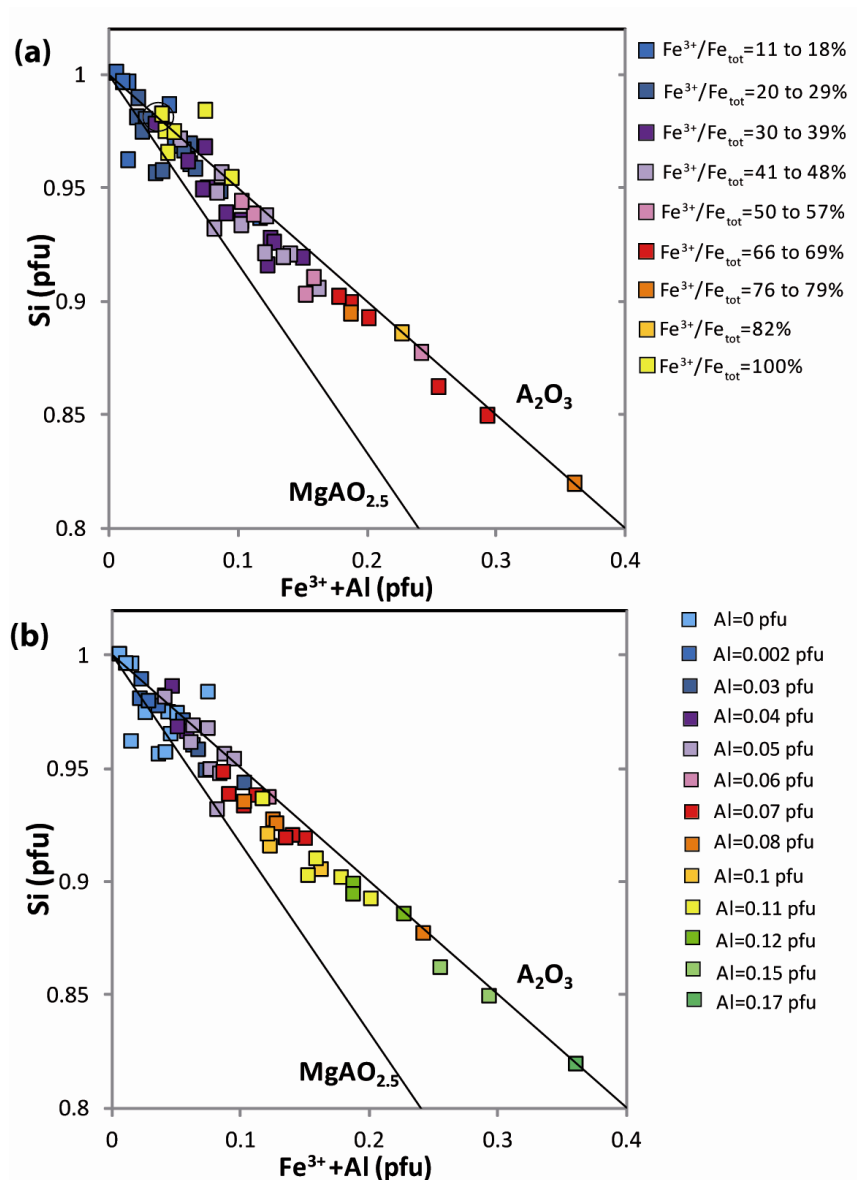 (a)
1
0.95
0.9
0.85
0.8
0
0.1
0.2
0.3
0.4
Si (pfu)
Fe³⁺+Al (pfu)
A₂O₃
MgAO₂.₅
Fe³⁺/Feₜₒₜ=11 to 18%
Fe³⁺/Feₜₒₜ=20 to 29%
Fe³⁺/Feₜₒₜ=30 to 39%
Fe³⁺/Feₜₒₜ=41 to 48%
Fe³⁺/Feₜₒₜ=50 to 57%
Fe³⁺/Feₜₒₜ=66 to 69%
Fe³⁺/Feₜₒₜ=76 to 79%
Fe³⁺/Feₜₒₜ=82%
Fe³⁺/Feₜₒₜ=100%
(b)
1
0.95
0.9
0.85
0.8
0
0.1
0.2
0.3
0.4
Si (pfu)
Fe³⁺+Al (pfu)
A₂O₃
MgAO₂.₅
Al=0 pfu
Al=0.002 pfu
Al=0.03 pfu
Al=0.04 pfu
Al=0.05 pfu
Al=0.06 pfu
Al=0.07 pfu
Al=0.08 pfu
Al=0.1 pfu
Al=0.11 pfu
Al=0.12 pfu
Al=0.15 pfu
Al=0.17 pfu